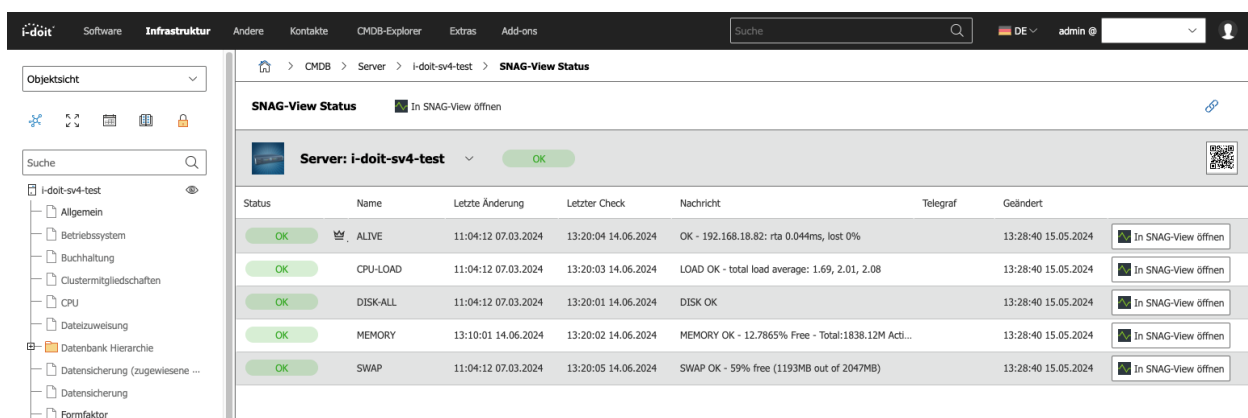 i-doit Software Infrastruktur Andere Kontakte CMDB-Explorer Extras Add-ons Suche DE admin @
Objektsicht
Suche
i-doit-sv4-test
Allgemein
Betriebssystem
Buchhaltung
Clustermitgliedschaften
CPU
Dateizuweisung
Datenbank Hierarchie
Datensicherung (zugewiesene ...
Datensicherung
Formfaktor
> CMDB > Server > i-doit-sv4-test > SNAG-View Status
SNAG-View Status In SNAG-View öffnen
Server: i-doit-sv4-test OK
Status Name Letzte Änderung Letzter Check Nachricht Telegraf Geändert
OK ALIVE 11:04:12 07.03.2024 13:20:04 14.06.2024 OK - 192.168.18.82: rta 0.044ms, lost 0% 13:28:40 15.05.2024 In SNAG-View öffnen
OK CPU-LOAD 11:04:12 07.03.2024 13:20:03 14.06.2024 LOAD OK - total load average: 1.69, 2.01, 2.08 13:28:40 15.05.2024 In SNAG-View öffnen
OK DISK-ALL 11:04:12 07.03.2024 13:20:01 14.06.2024 DISK OK 13:28:40 15.05.2024 In SNAG-View öffnen
OK MEMORY 13:10:01 14.06.2024 13:20:02 14.06.2024 MEMORY OK - 12.7865% Free - Total:1838.12M Acti... 13:28:40 15.05.2024 In SNAG-View öffnen
OK SWAP 11:04:12 07.03.2024 13:20:05 14.06.2024 SWAP OK - 59% free (1193MB out of 2047MB) 13:28:40 15.05.2024 In SNAG-View öffnen